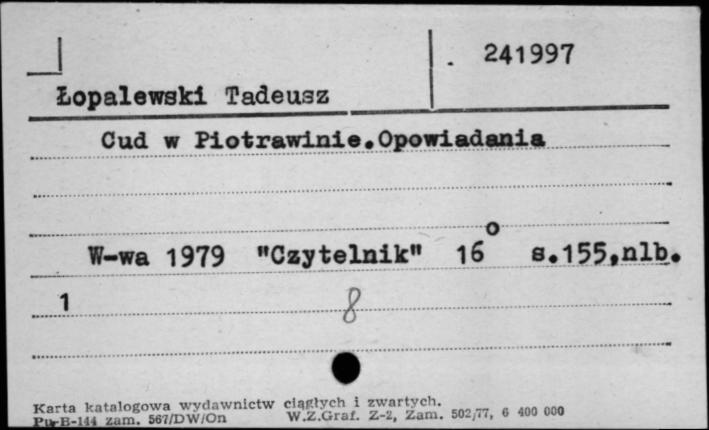 241997
Łopalewski Tadeusz
Cud w Piotrawinie.Opowiadania
W-wa 1979 "Czytelnik" 16o s.155,nlb.
1
8
Karta katalogowa wydawnictw ciągłych i zwartych.
Pu-B-144 zam. 567/DW/On W.Z.Graf. Z-2, Zam. 502/77, 6 400 000